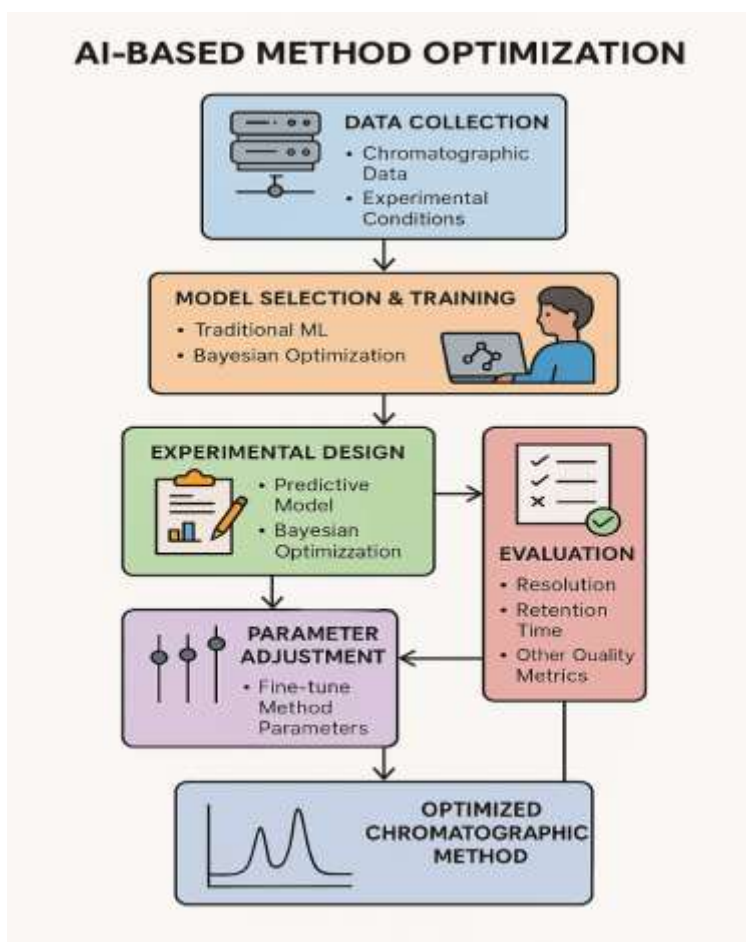 AI-BASED METHOD OPTIMIZATION
DATA COLLECTION
• Chromatographic
Data
• Experimental
Conditions
MODEL SELECTION & TRAINING
• Traditional ML
• Bayesian Optimization
EXPERIMENTAL DESIGN
• Predictive
Model
• Bayesian
Optimizzation
EVALUATION
• Resolution
• Retention
Time
• Other Quality
Metrics
PARAMETER
ADJUSTMENT
• Fine-tune
Method
Parameters
OPTIMIZED
CHROMATOGRAPHIC
METHOD